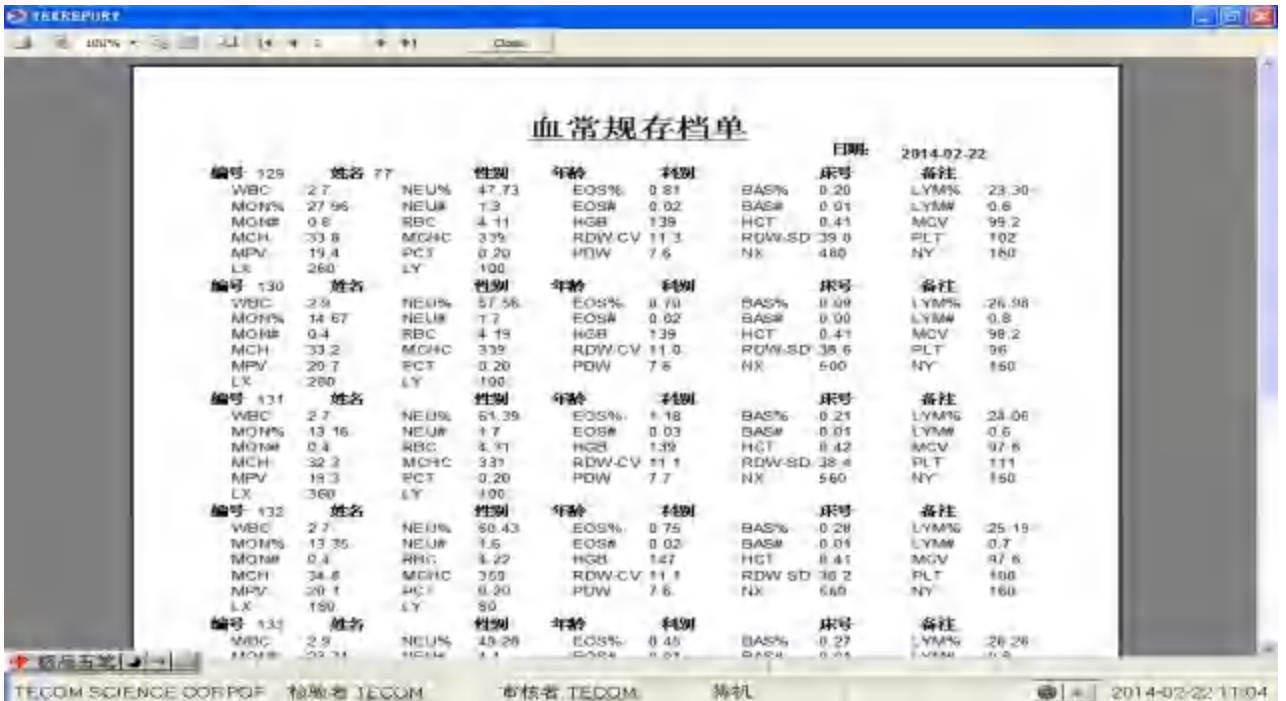 TEKREPORT
100% Close
血常规存档单
日期: 2014-02-22
编号 129 姓名 77 性别 年龄 科别 床号 备注
WBC 2.7 NEU% 47.73 EOS% 0.81 BAS% 0.20 LYM% 23.30
MON% 27.96 NEU# 1.3 EOS# 0.02 BAS# 0.01 LYM# 0.6
MON# 0.8 RBC 4.11 HGB 139 HCT 0.41 MCV 99.2
MCH 33.8 MCHC 339 RDW-CV 11.3 RDW-SD 39.0 PLT 102
MPV 19.4 PCT 0.20 PDW 7.6 NX 480 NY 160
LX 260 LY 100
编号 130 姓名 性别 年龄 科别 床号 备注
WBC 2.9 NEU% 57.56 EOS% 0.70 BAS% 0.09 LYM% 26.98
MON% 14.67 NEU# 1.7 EOS# 0.02 BAS# 0.00 LYM# 0.8
MON# 0.4 RBC 4.19 HGB 139 HCT 0.41 MCV 98.2
MCH 33.2 MCHC 339 RDW-CV 11.0 RDW-SD 38.6 PLT 96
MPV 20.7 PCT 0.20 PDW 7.6 NX 500 NY 160
LX 280 LY 100
编号 131 姓名 性别 年龄 科别 床号 备注
WBC 2.7 NEU% 61.39 EOS% 1.18 BAS% 0.21 LYM% 24.06
MON% 13.16 NEU# 1.7 EOS# 0.03 BAS# 0.01 LYM# 0.6
MON# 0.4 RBC 4.31 HGB 139 HCT 0.42 MCV 97.6
MCH 32.3 MCHC 331 RDW-CV 11.1 RDW-SD 38.4 PLT 111
MPV 19.3 PCT 0.20 PDW 7.7 NX 560 NY 160
LX 360 LY 100
编号 132 姓名 性别 年龄 科别 床号 备注
WBC 2.7 NEU% 60.43 EOS% 0.75 BAS% 0.28 LYM% 25.19
MON% 13.35 NEU# 1.6 EOS# 0.02 BAS# 0.01 LYM# 0.7
MON# 0.4 RBC 4.22 HGB 147 HCT 0.41 MCV 97.6
MCH 34.8 MCHC 359 RDW-CV 11.1 RDW-SD 38.2 PLT
MPV 20.1 PCT 0.20 PDW 7.6 NX 560 NY 160
LX 180 LY 80
编号 133 姓名 性别 年龄 科别 床号 备注
WBC 2.9 NEU% EOS% 0.45 BAS% 0.27 LYM% 26.26
极品五笔
TECOM SCIENCE CORPOF 检验者 TECOM 审核者 TECOM 待机 2014-02-22 11:04